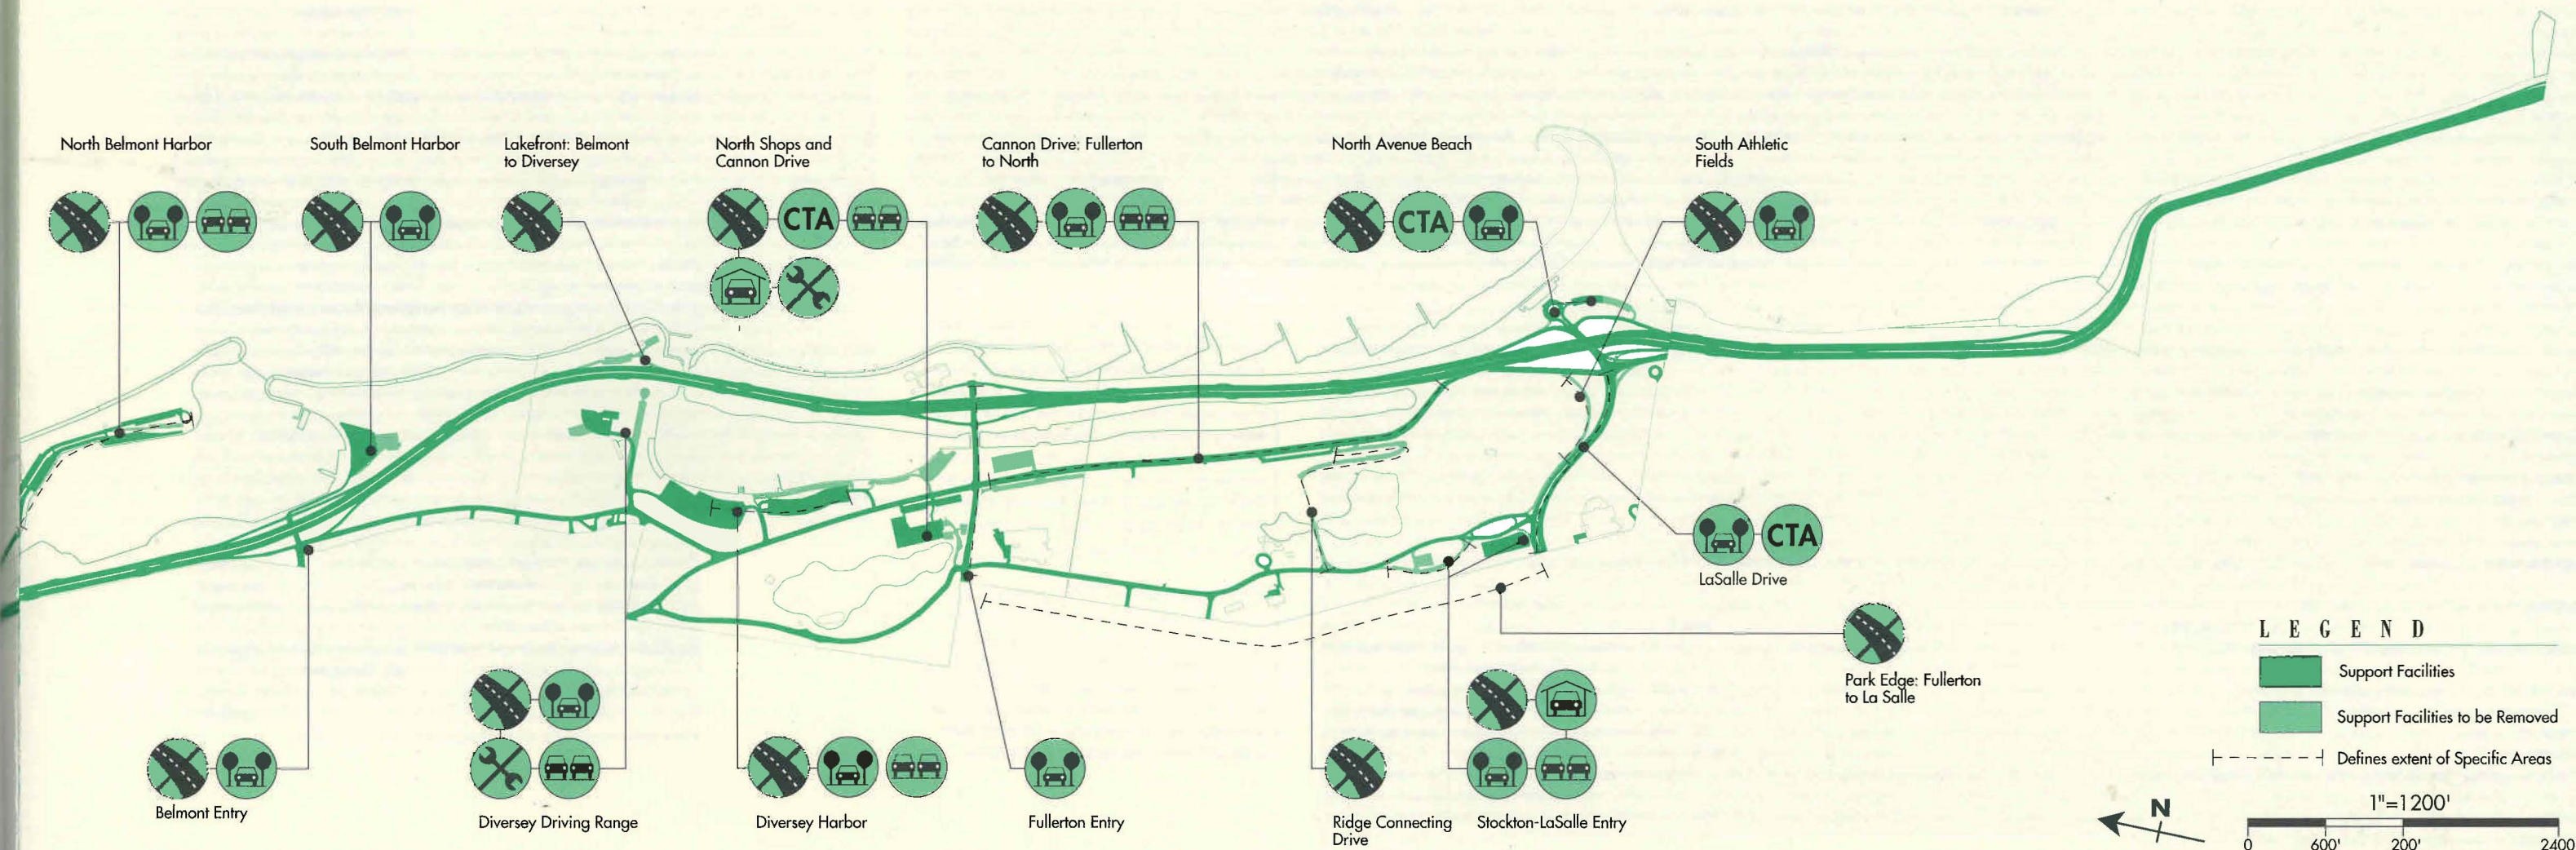 North Belmont Harbor
South Belmont Harbor
Lakefront: Belmont
to Diversey
North Shops and
Cannon Drive
Cannon Drive: Fullerton
to North
North Avenue Beach
South Athletic
Fields
CTA
CTA
CTA
LaSalle Drive
Park Edge: Fullerton
to La Salle
Belmont Entry
Diversey Driving Range
Diversey Harbor
Fullerton Entry
Ridge Connecting
Drive
Stockton-LaSalle Entry
LEGEND
Support Facilities
Support Facilities to be Removed
Defines extent of Specific Areas
N
1"=1200'
0 600' 200' 2400